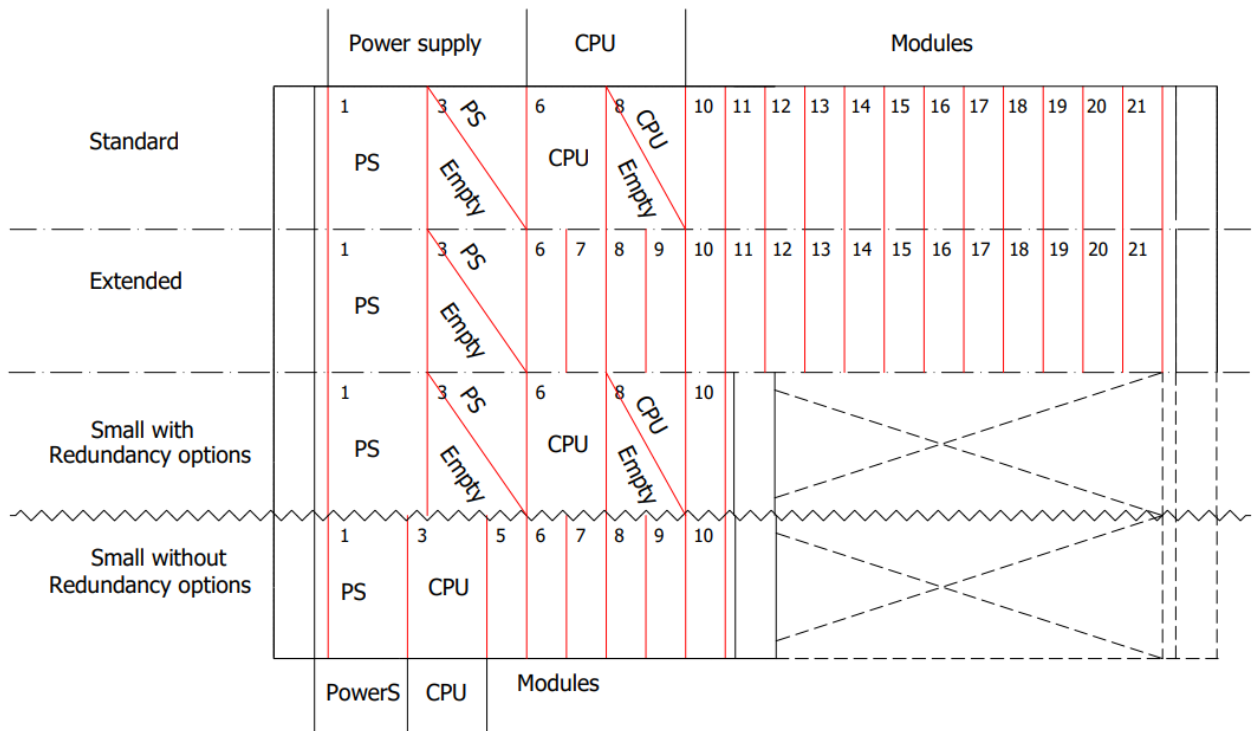 Power supply CPU Modules
1 3 PS 6 8 CPU 10 11 12 13 14 15 16 17 18 19 20 21
Standard
PS Empty CPU Empty
1 3 PS 6 7 8 9 10 11 12 13 14 15 16 17 18 19 20 21
Extended
PS Empty
1 3 PS 6 8 CPU 10
Small with
Redundancy options
PS Empty CPU Empty
1 3 5 6 7 8 9 10
Small without
Redundancy options
PS CPU
PowerS CPU Modules